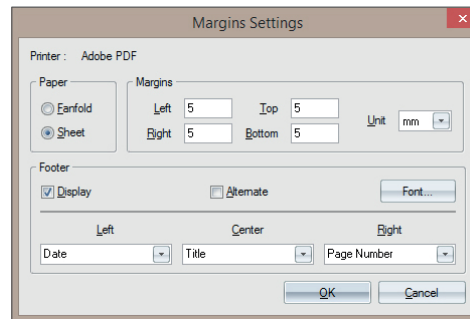 Margins Settings
Printer : Adobe PDF
Paper
Margins
Fanfold
Left 5 Top 5
Unit mm
Sheet
Right 5 Bottom 5
Footer
Display
Alternate
Font...
Left Center Right
Date Title Page Number
OK Cancel